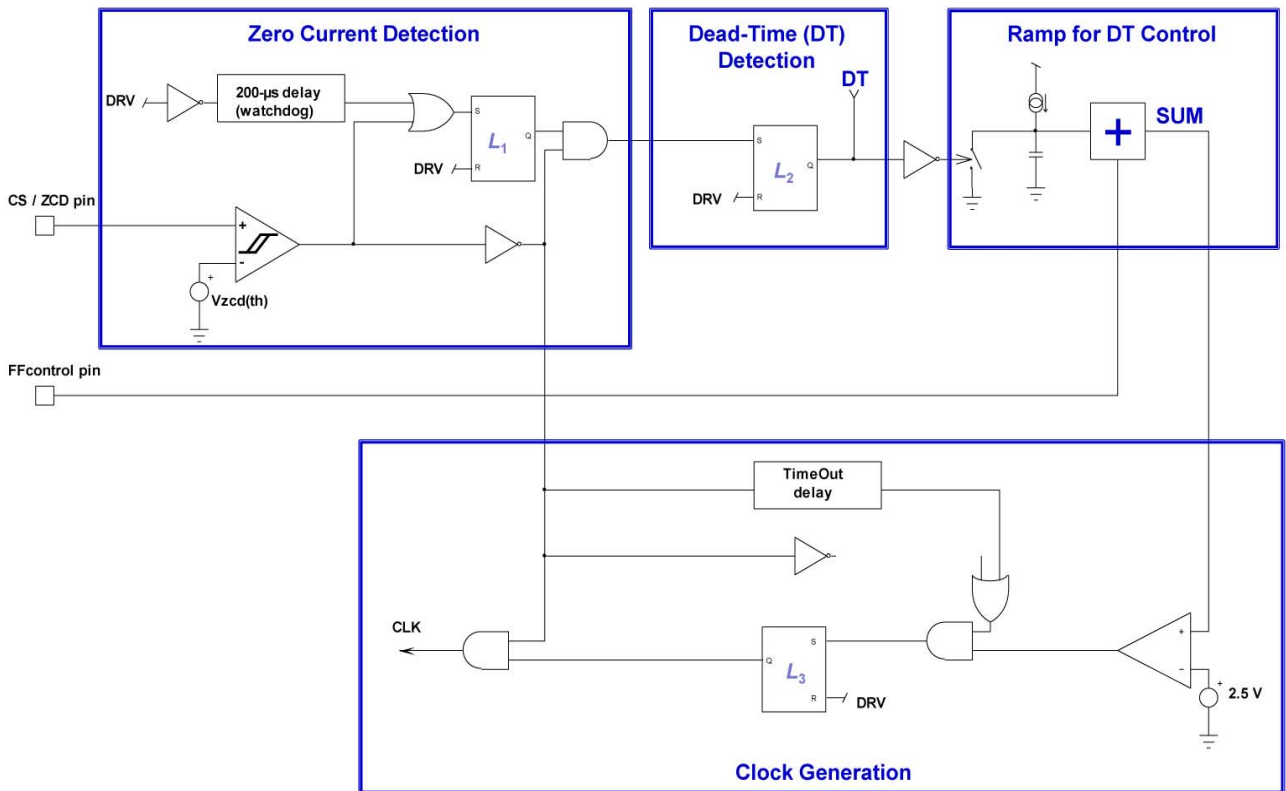 Zero Current Detection
DRV
200-µs delay
(watchdog)
S
L1
Q
R
DRV
CS / ZCD pin
+
-
+
Vzcd(th)
Dead-Time (DT)
Detection
DT
S
L2
Q
R
DRV
Ramp for DT Control
+
SUM
FFcontrol pin
TimeOut
delay
CLK
S
Q
L3
R
DRV
+
−
+
2.5 V
Clock Generation